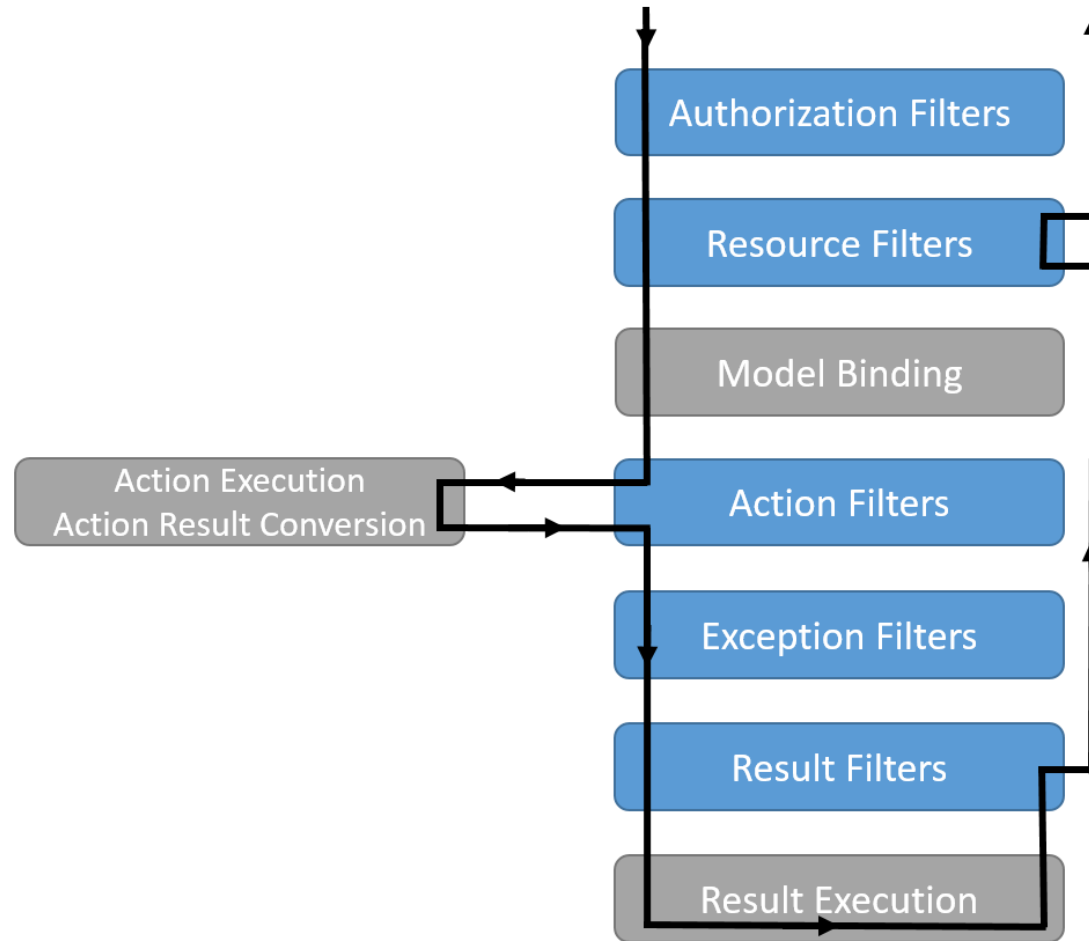 Authorization Filters
Resource Filters
Model Binding
Action Execution
Action Result Conversion
Action Filters
Exception Filters
Result Filters
Result Execution